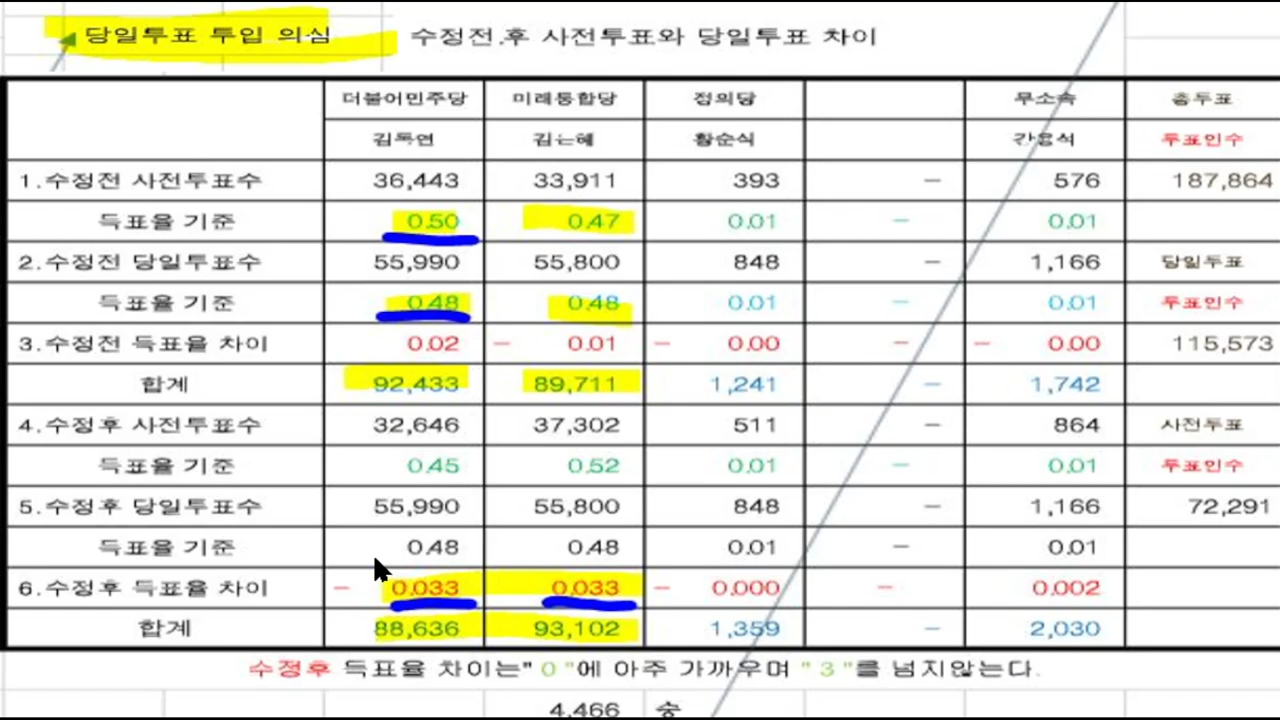 당일투표 투입 의심 수정전.후 사전투표와 당일투표 차이
더불어민주당 미래통합당 정의당 무소속 총투표
김동연 김은혜 황순식 강용석 투표인수
1.수정전 사전투표수 36,443 33,911 393 – 576 187,864
득표율 기준 0.50 0.47 0.01 – 0.01
2.수정전 당일투표수 55,990 55,800 848 – 1,166 당일투표
득표율 기준 0.48 0.48 0.01 – 0.01 투표인수
3.수정전 득표율 차이 0.02 – 0.01 – 0.00 – – 0.00 115,573
합계 92,433 89,711 1,241 – 1,742
4.수정후 사전투표수 32,646 37,302 511 – 864 사전투표
득표율 기준 0.45 0.52 0.01 – 0.01 투표인수
5.수정후 당일투표수 55,990 55,800 848 – 1,166 72,291
득표율 기준 0.48 0.48 0.01 – 0.01
6.수정후 득표율 차이 – 0.033 0.033 – 0.000 – 0.002
합계 88,636 93,102 1,359 – 2,030
수정후 득표율 차이는" 0 "에 아주 가까우며 " 3 "를 넘지않는다.
4,466 승